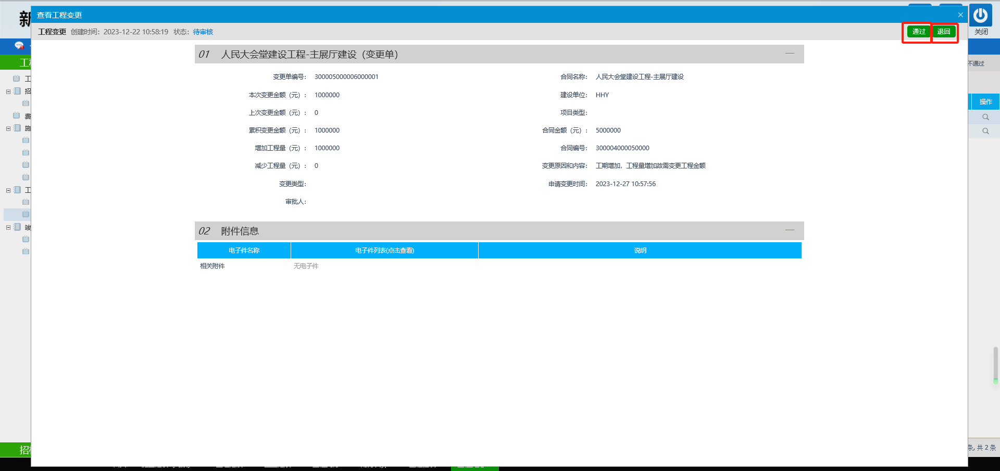 新
查看工程变更
工程变更 创建时间：2023-12-22 10:58:19 状态：待审核
通过 退回
关闭
不通过
01 人民大会堂建设工程-主展厅建设（变更单）
变更单编号： 300005000006000001 合同名称： 人民大会堂建设工程-主展厅建设
本次变更金额（元）： 1000000 建设单位： HHY
上次变更金额（元）： 0 项目类型：
累积变更金额（元）： 1000000 合同金额（元）： 5000000
增加工程量（元）： 1000000 合同编号： 300004000050000
减少工程量（元）： 0 变更原因和内容： 工期增加，工程量增加故需变更工程金额
变更类型： 申请变更时间： 2023-12-27 10:57:56
审批人：
02 附件信息
电子件名称 电子件列表(点击查看) 说明
相关附件 无电子件
操作
工
工
招
费
施
工
竣
招
条, 共 2 条